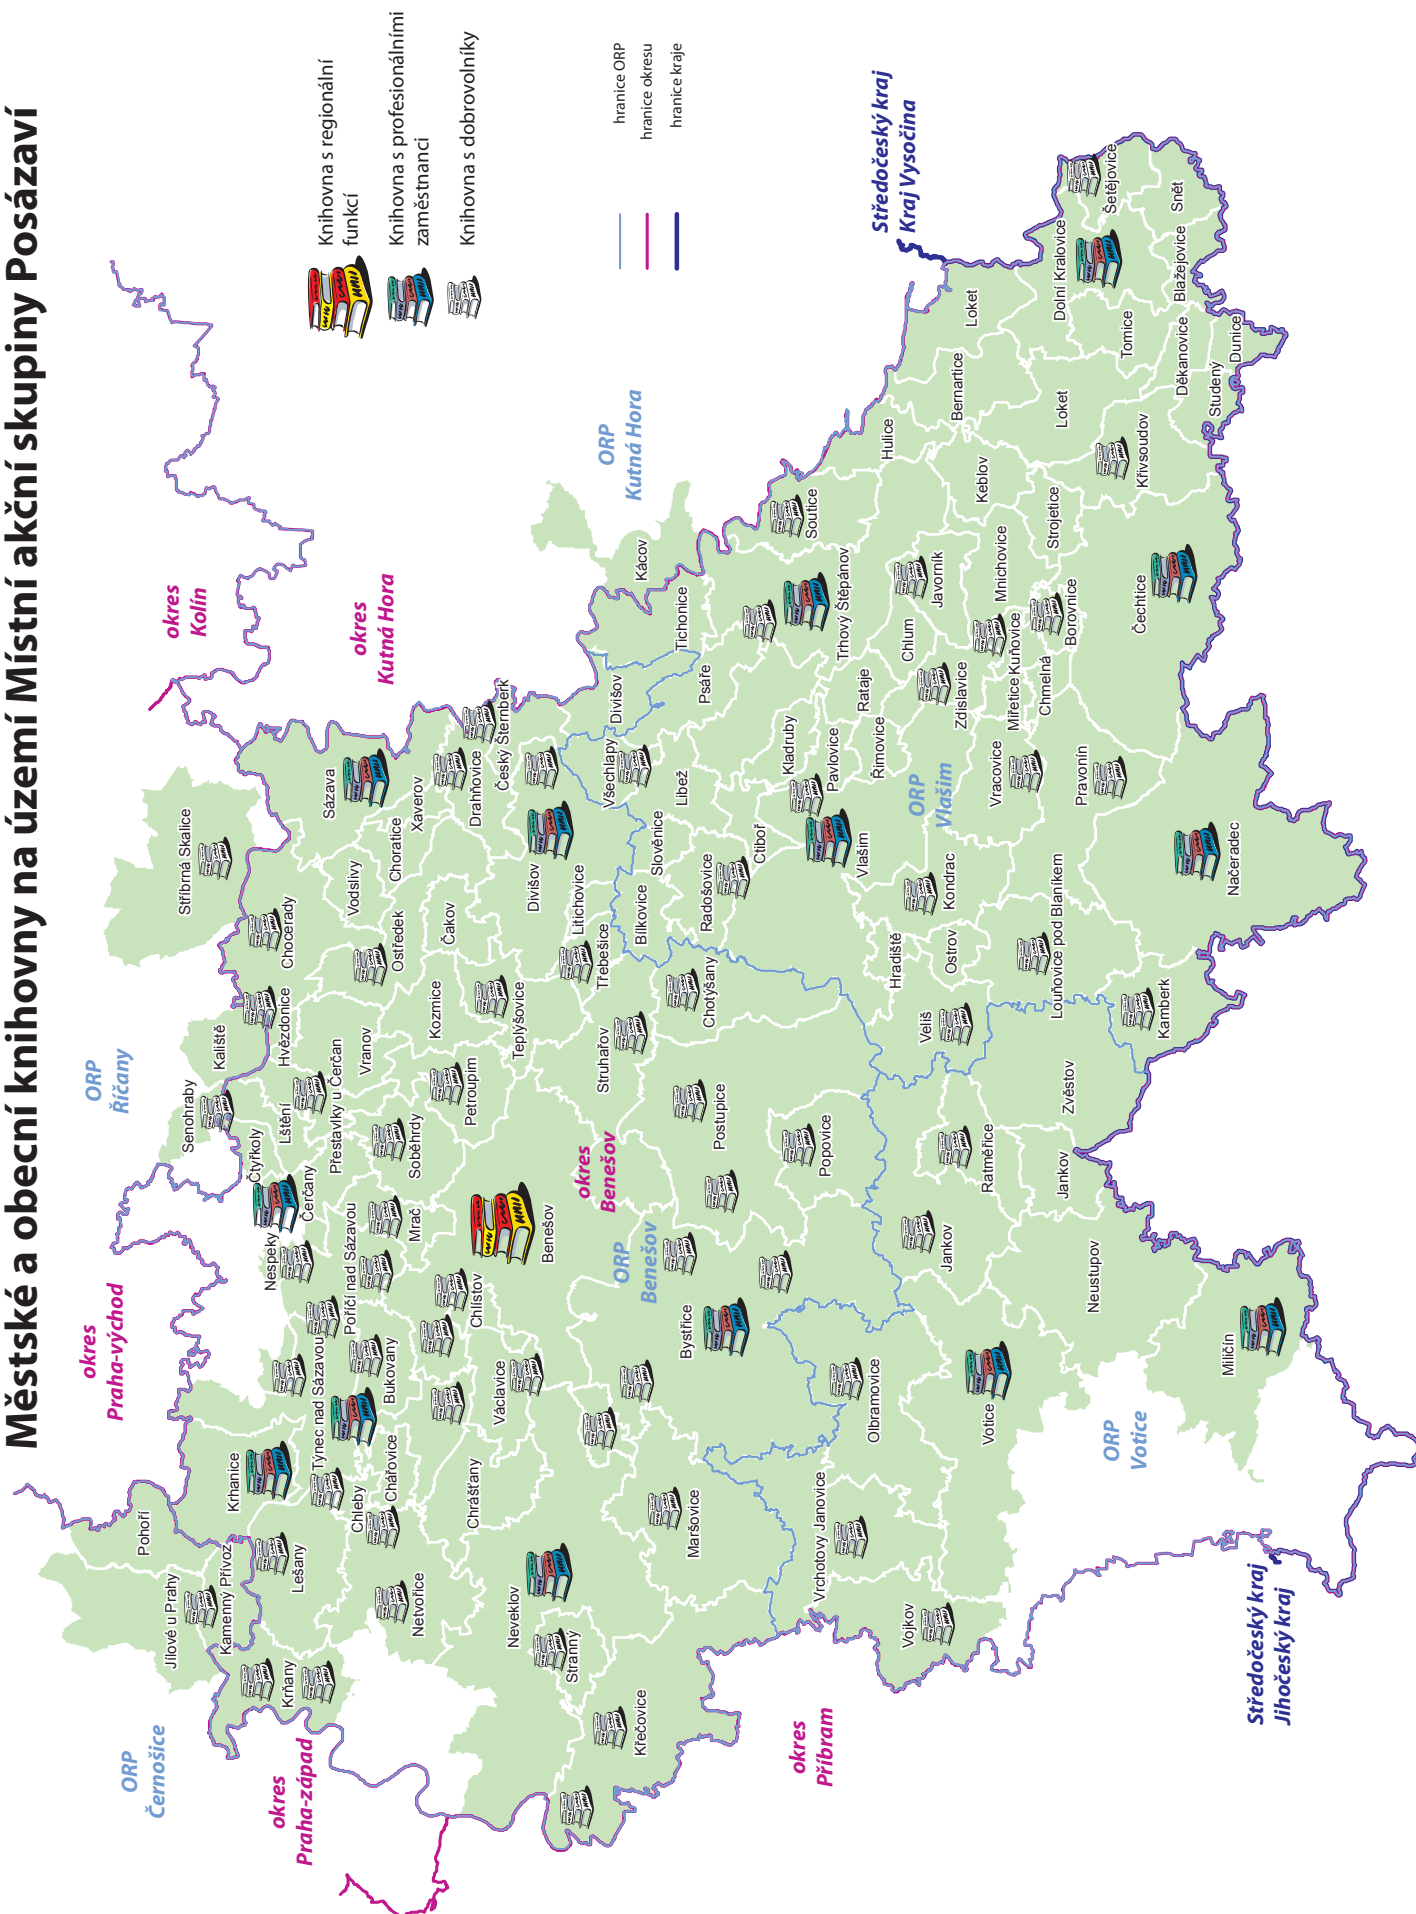 Městské a obecní knihovny na území Místní akční skupiny Posázaví
Knihovna s regionální
funkcí
Knihovna s profesionálními
zaměstnanci
Knihovna s dobrovolníky
hranice ORP
hranice okresu
hranice kraje
ORP
Černošice
okres
Praha-západ
okres
Praha-východ
ORP
Říčany
okres
Kolín
okres
Kutná Hora
ORP
Kutná Hora
Středočeský kraj
Kraj Vysočina
okres
Benešov
ORP
Benešov
ORP
Vlašim
ORP
Votice
okres
Příbram
Středočeský kraj
Jihočeský kraj
Pohoří
Jílové u Prahy
Kamenný Přívoz
Krňany
Lešany
Krhanice
Týnec nad Sázavou
Chleby
Chářovice
Netvořice
Bukovany
Poříčí nad Sázavou
Nespeky
Čerčany
Čtyřkoly
Senohraby
Kaliště
Lštění
Přestavlky u Čerčan
Hvězdonice
Vranov
Soběhrdy
Mrač
Petroupim
Kozmice
Teplýšovice
Chocerady
Stříbrná Skalice
Ostředek
Vodslivy
Choratice
Čakov
Sázava
Xaverov
Drahňovice
Český Šternberk
Divišov
Litichovice
Třebešice
Struhařov
Chotýšany
Postupice
Popovice
Benešov
Chlístov
Václavice
Chrášťany
Neveklov
Stranný
Křečovice
Maršovice
Bystřice
Olbramovice
Vrchotovy Janovice
Vojkov
Votice
Jankov
Ratměřice
Jankov
Zvěstov
Neustupov
Miličín
Kácov
Tichonice
Divišov
Psáře
Všechlapy
Libež
Slověnice
Bílkovice
Radošovice
Ctiboř
Kladruby
Pavlovice
Rataje
Řimovice
Vlašim
Trhový Štěpánov
Soutice
Hulice
Bernartice
Loket
Loket
Keblov
Strojetice
Javorník
Chlum
Zdislavice
Mnichovice
Miřetice
Kuňovice
Chmelná
Borovnice
Vracovice
Pravonín
Kondrac
Hradiště
Ostrov
Veliš
Louňovice pod Blaníkem
Kamberk
Načeradec
Čechtice
Křivsoudov
Dolní Kralovice
Šetějovice
Snět
Blažejovice
Tomice
Děkanovice
Studený
Dunice